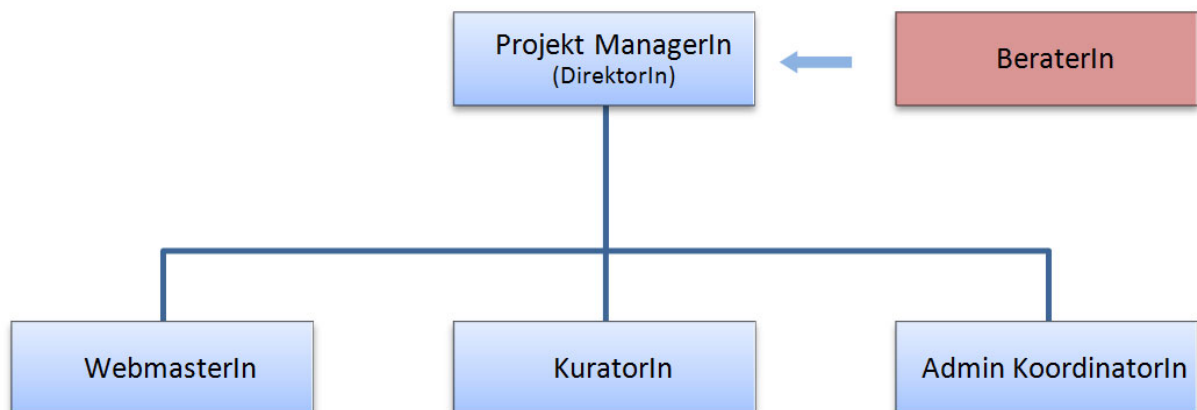 Projekt ManagerIn
(DirektorIn)
BeraterIn
WebmasterIn
KuratorIn
Admin KoordinatorIn